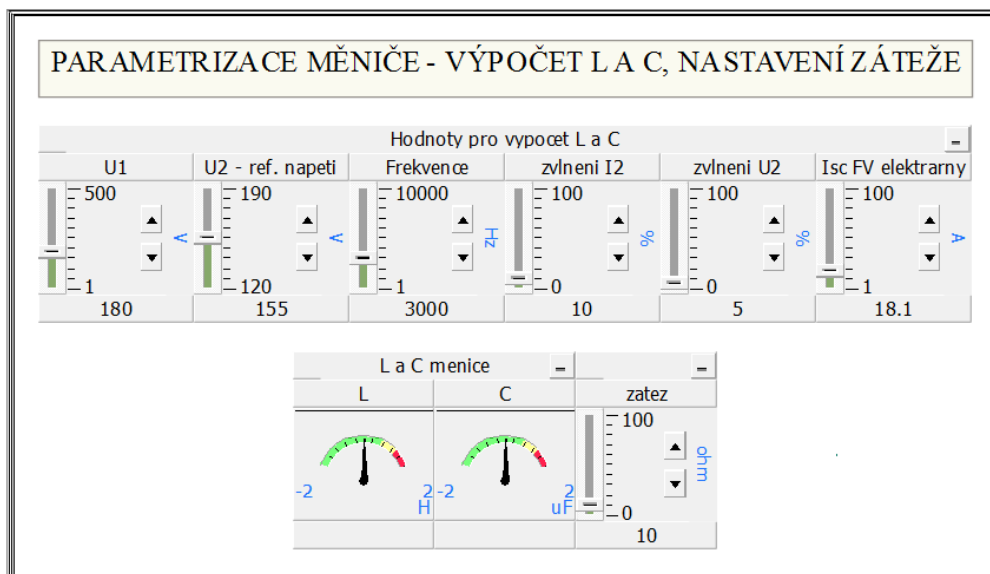 PARAMETRIZACE MĚNIČE - VÝPOČET L A C, NASTAVENÍ ZÁTEŽE
Hodnoty pro vypocet L a C
U1 U2 - ref. napeti Frekvence zvlneni I2 zvlneni U2 Isc FV elektrarny
500 190 10000 100 100 100
V V Hz % % A
1 120 1 0 0 1
180 155 3000 10 5 18.1
L a C menice
L C zatez
100
-2 2 -2 2 ohm
H uF 0
10